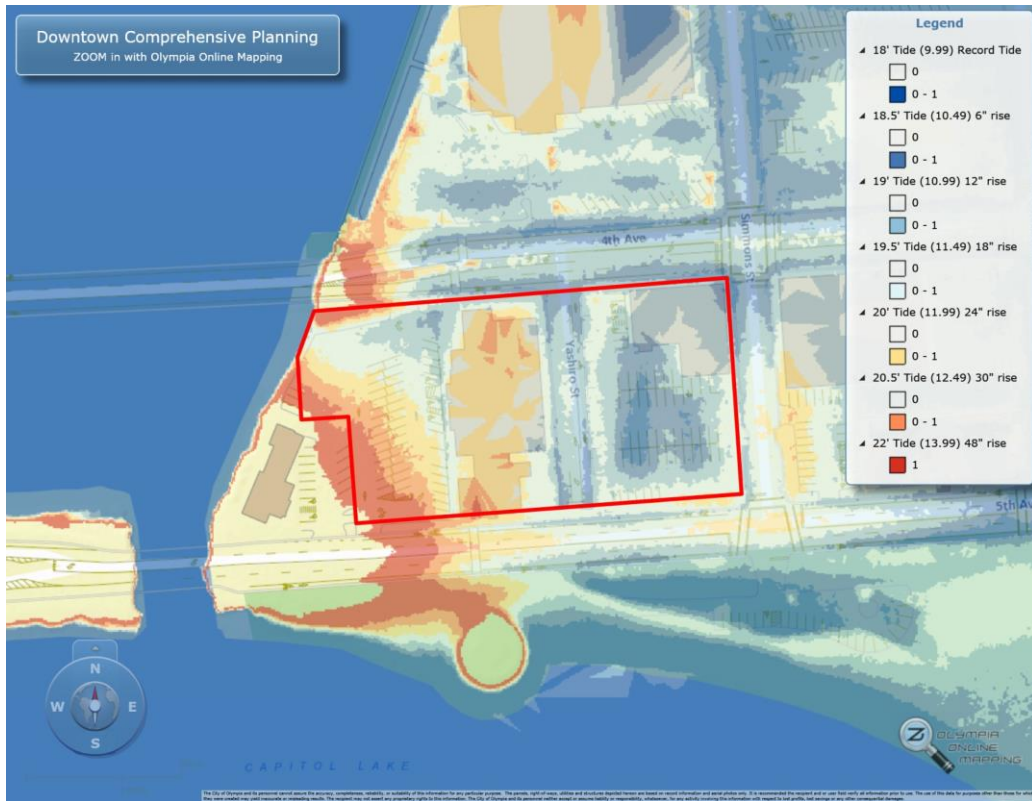 Downtown Comprehensive Planning
ZOOM in with Olympia Online Mapping
Legend
18' Tide (9.99) Record Tide
0
0 - 1
18.5' Tide (10.49) 6" rise
0
0 - 1
19' Tide (10.99) 12" rise
0
0 - 1
19.5' Tide (11.49) 18" rise
0
0 - 1
20' Tide (11.99) 24" rise
0
0 - 1
20.5' Tide (12.49) 30" rise
0
0 - 1
22' Tide (13.99) 48" rise
1
4th Ave
Simmons St
Yashiro St
5th Av
N
W E
S
CAPITOL LAKE
OLYMPIA
ONLINE
MAPPING